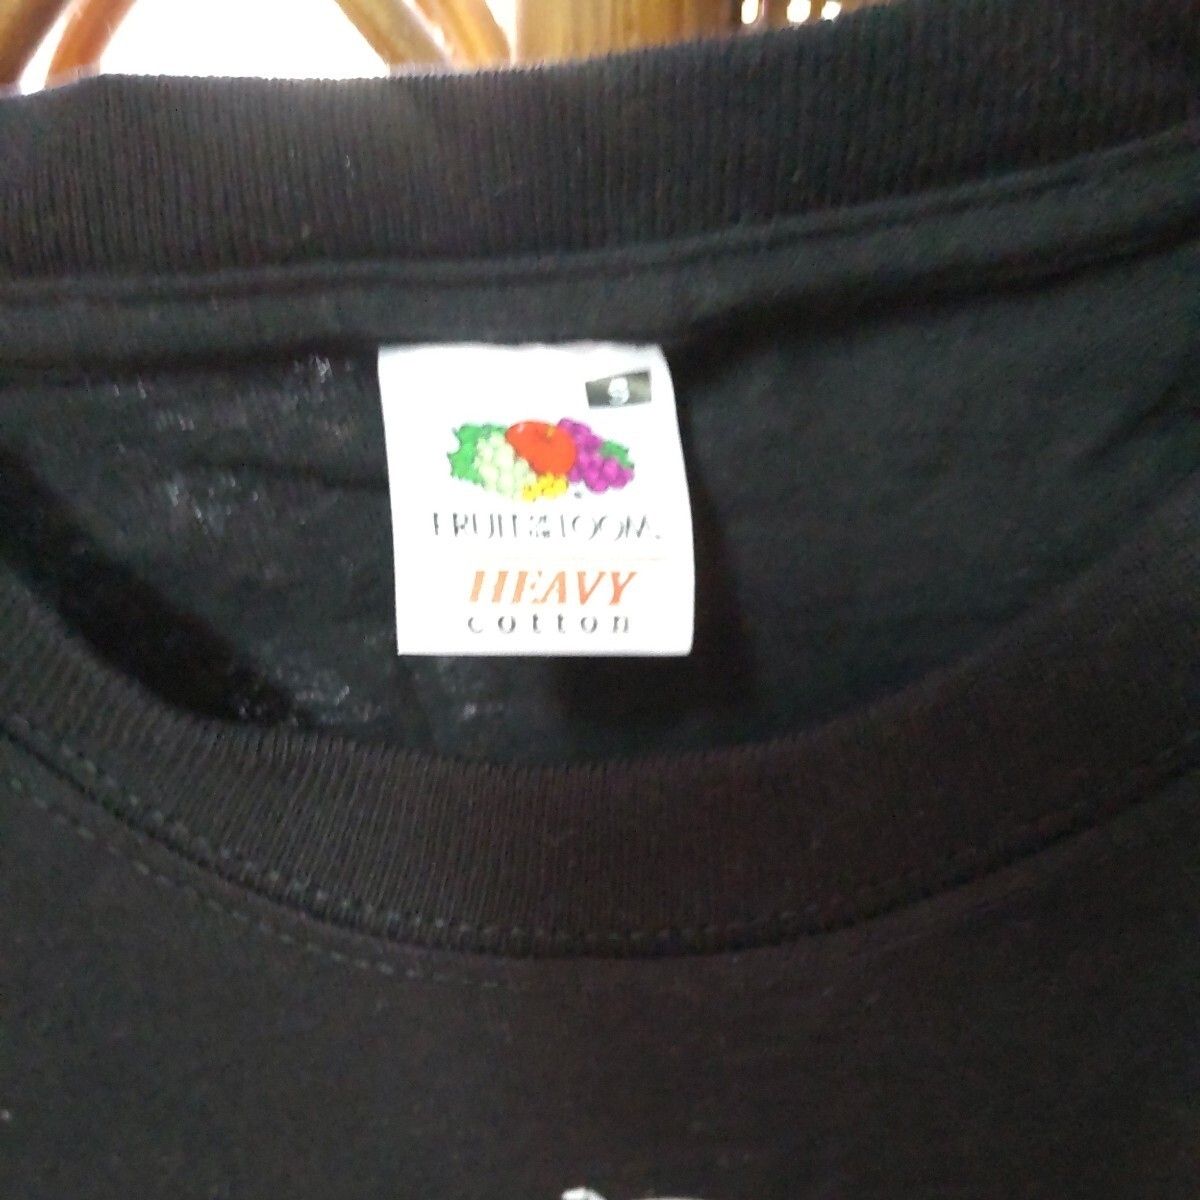 S
FRUIT OF THE LOOM®
HEAVY
cotton